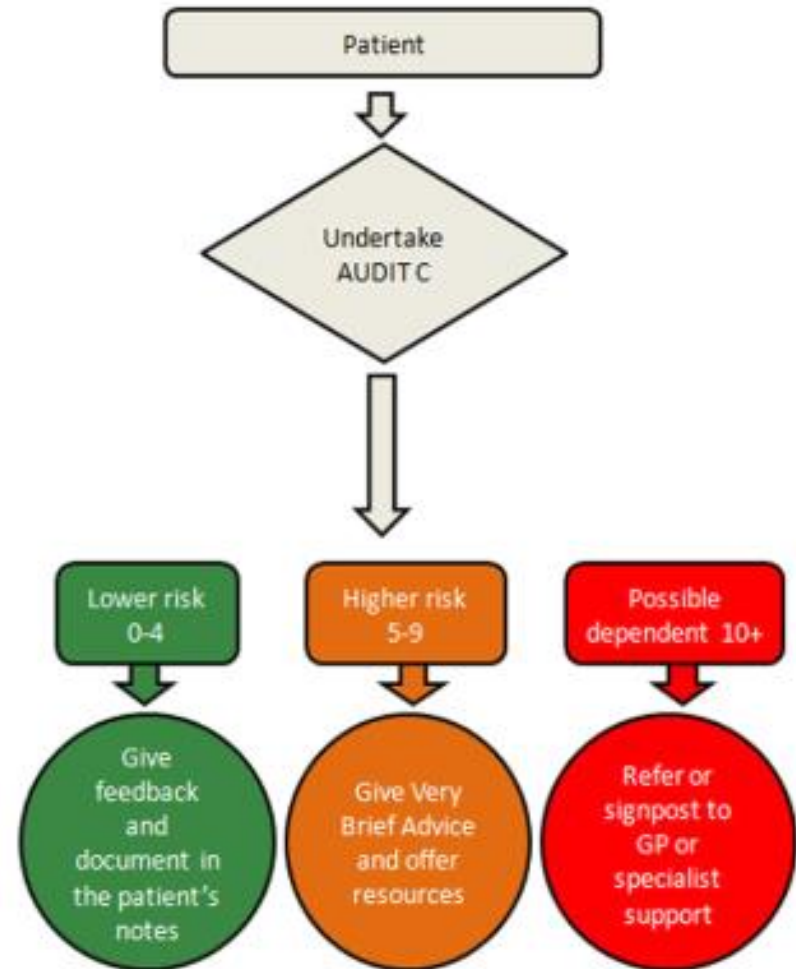 Patient
Undertake
AUDIT C
Lower risk
0-4
Higher risk
5-9
Possible
dependent 10+
Give
feedback
and
document in
the patient's
notes
Give Very
Brief Advice
and offer
resources
Refer or
signpost to
GP or
specialist
support